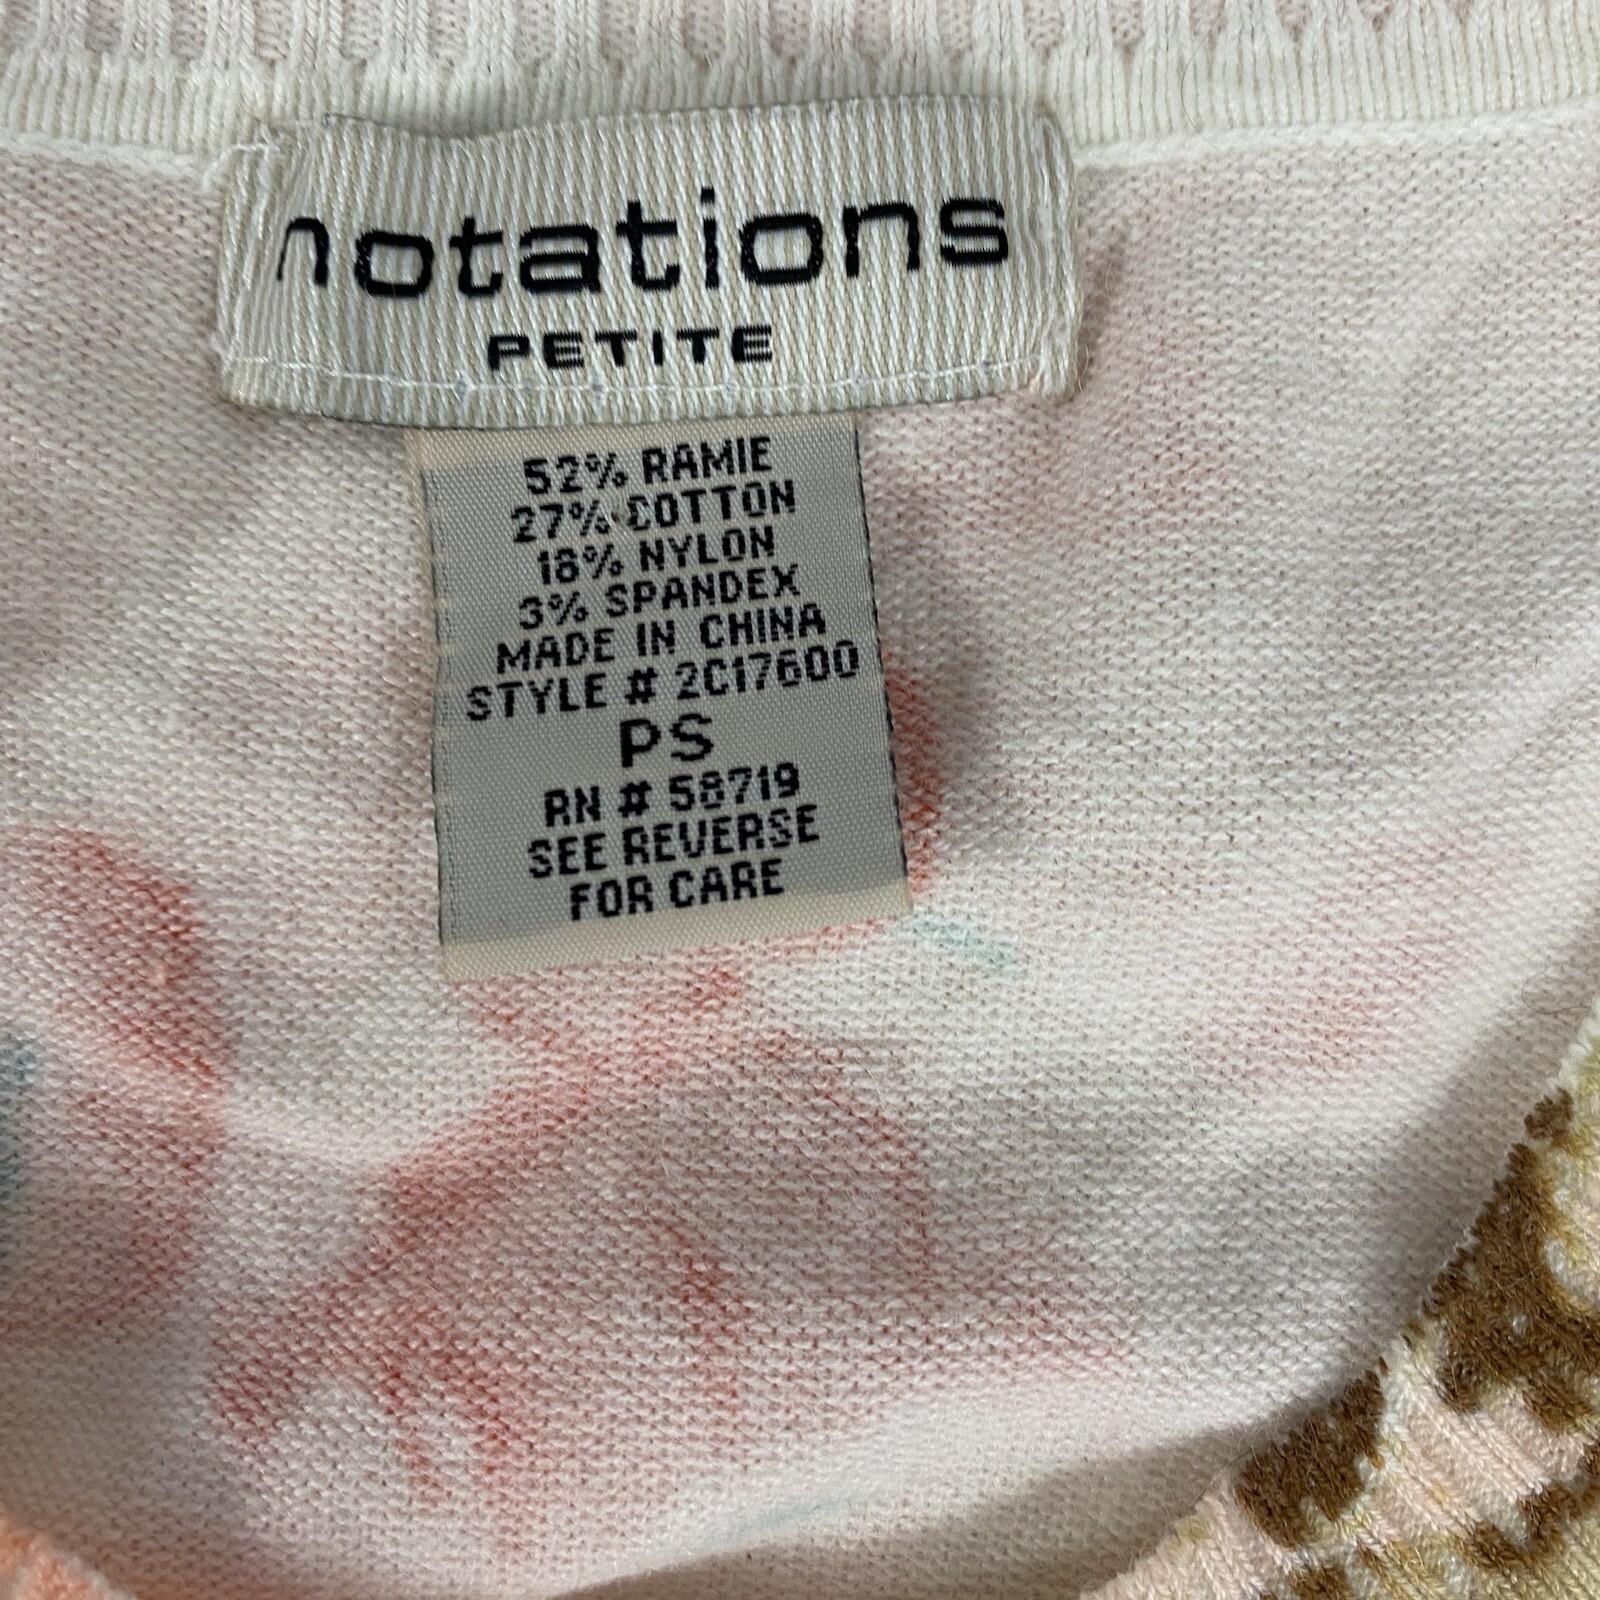 notations
PETITE
52% RAMIE
27% COTTON
18% NYLON
3% SPANDEX
MADE IN CHINA
STYLE # 2C17600
PS
RN # 58719
SEE REVERSE
FOR CARE